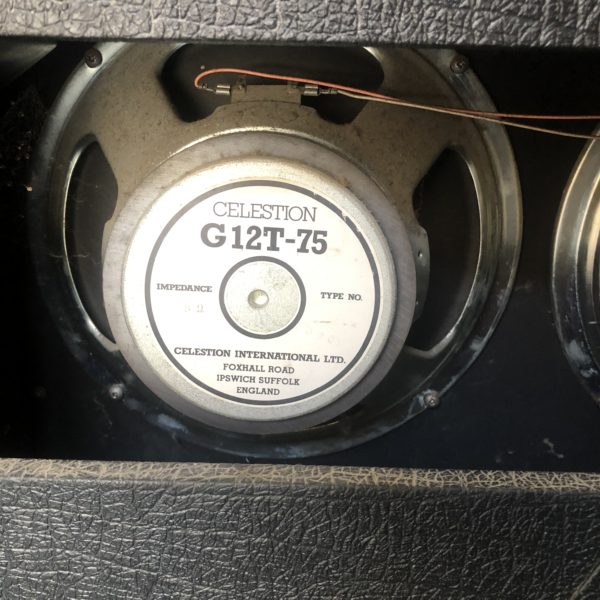 CELESTION
G12T-75
IMPEDANCE TYPE NO.
CELESTION INTERNATIONAL LTD.
FOXHALL ROAD
IPSWICH SUFFOLK
ENGLAND